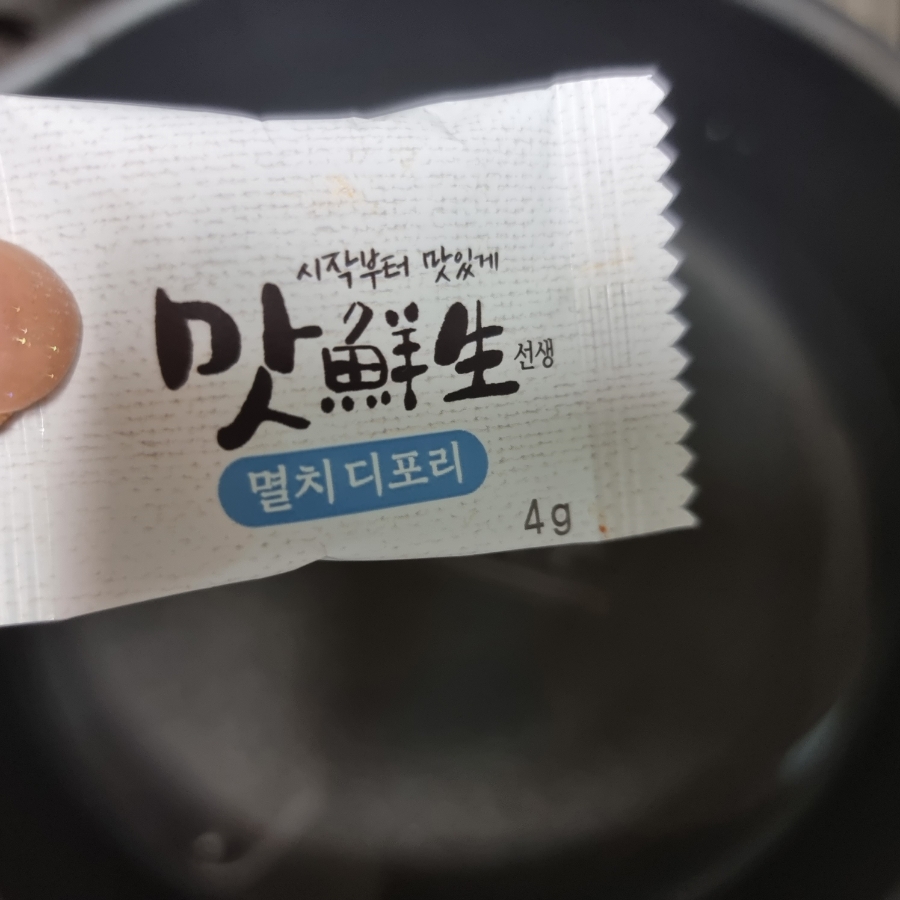 시작부터 맛있게
맛鮮生 선생
멸치 디포리
4g